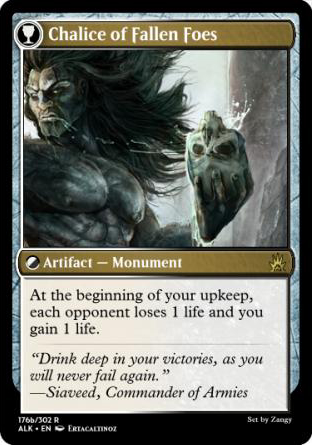 Chalice of Fallen Foes
Artifact — Monument
At the beginning of your upkeep,
each opponent loses 1 life and you
gain 1 life.
“Drink deep in your victories, as you
will never fail again.”
—Siaveed, Commander of Armies
176b/302 R
ALK • EN Ertacaltinoz
Set by Zangy